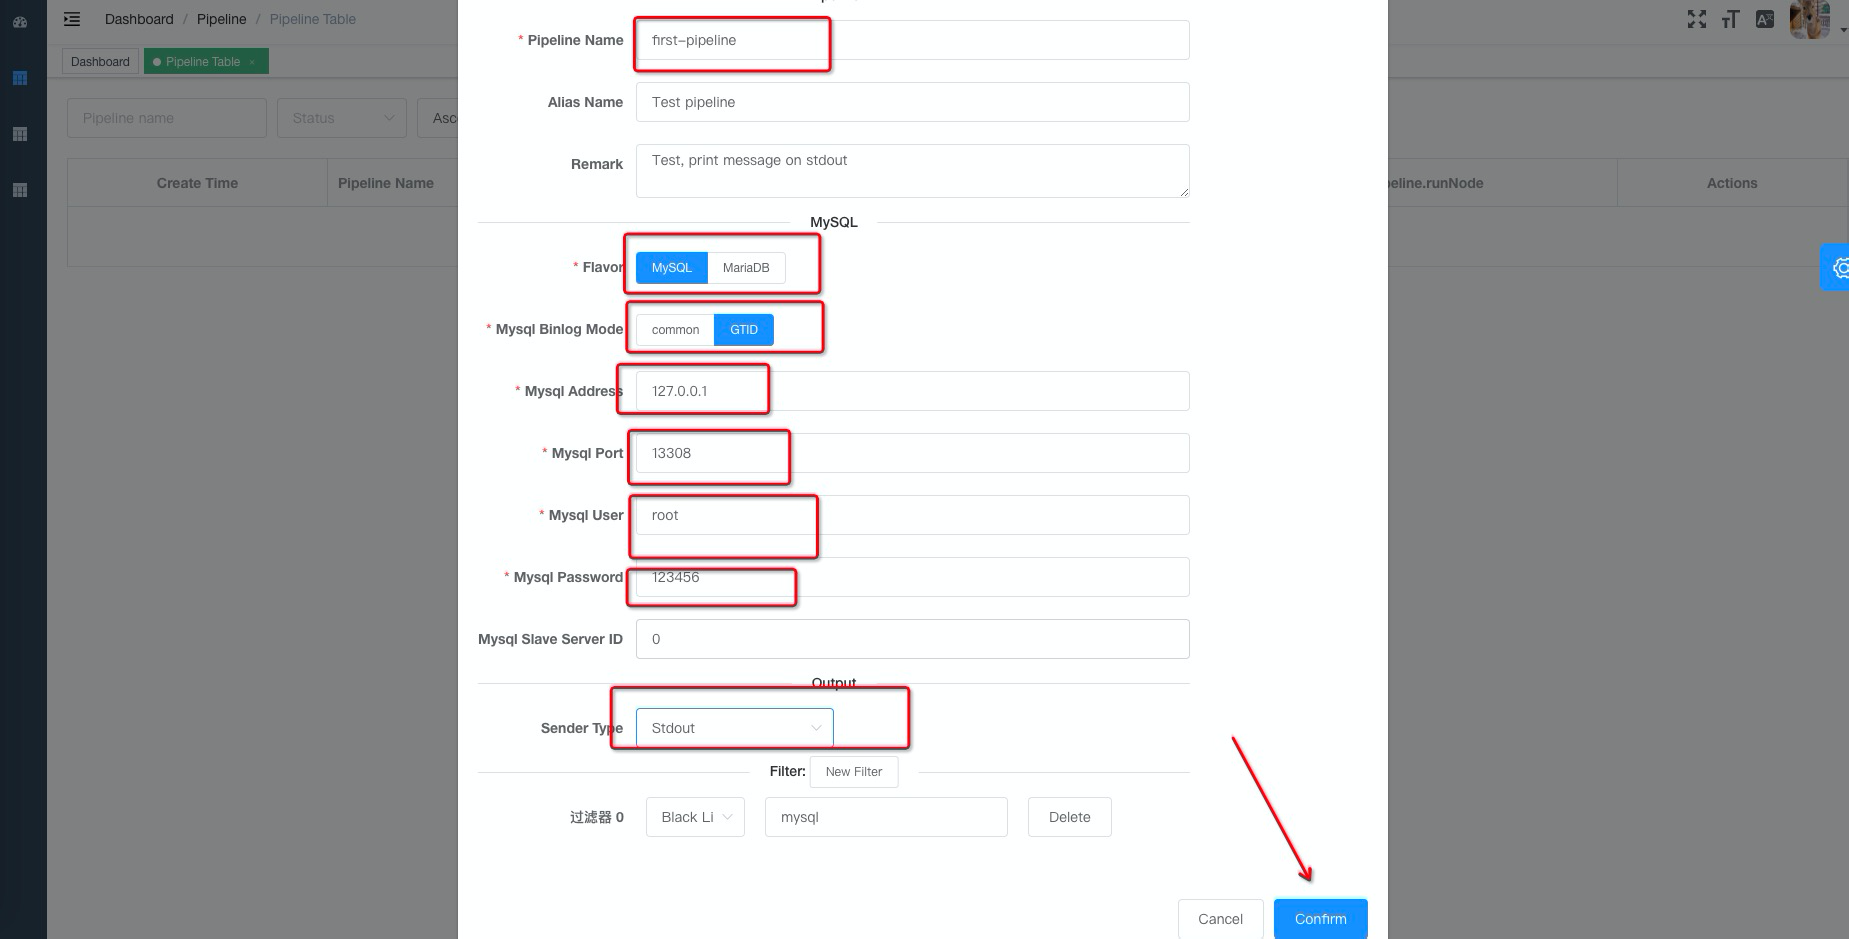 Dashboard / Pipeline / Pipeline Table
Dashboard
Pipeline Table ×
Pipeline name
Status
Asc
Create Time
Pipeline Name
eline.runNode
Actions
* Pipeline Name
first-pipeline
Alias Name
Test pipeline
Remark
Test, print message on stdout
MySQL
* Flavor
MySQL
MariaDB
* Mysql Binlog Mode
common
GTID
* Mysql Address
127.0.0.1
* Mysql Port
13308
* Mysql User
root
* Mysql Password
123456
Mysql Slave Server ID
0
Output
Sender Type
Stdout
Filter:
New Filter
过滤器 0
Black Li
mysql
Delete
Cancel
Confirm